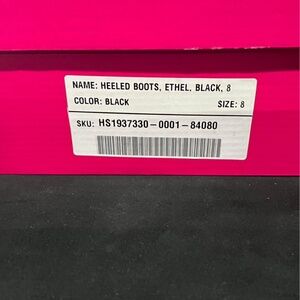 NAME: HEELED BOOTS, ETHEL, BLACK, 8
COLOR: BLACK SIZE: 8
SKU: HS1937330-0001-84080